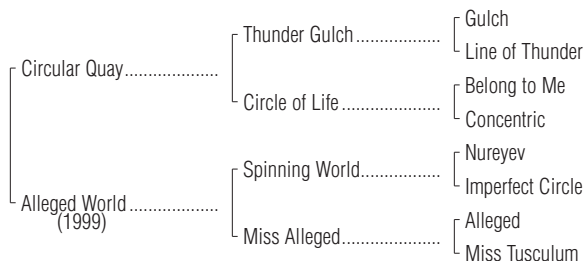 Gulch
Thunder Gulch
Line of Thunder
Circular Quay
Belong to Me
Circle of Life
Concentric
Nureyev
Spinning World
Imperfect Circle
Alleged World
(1999)
Alleged
Miss Alleged
Miss Tusculum